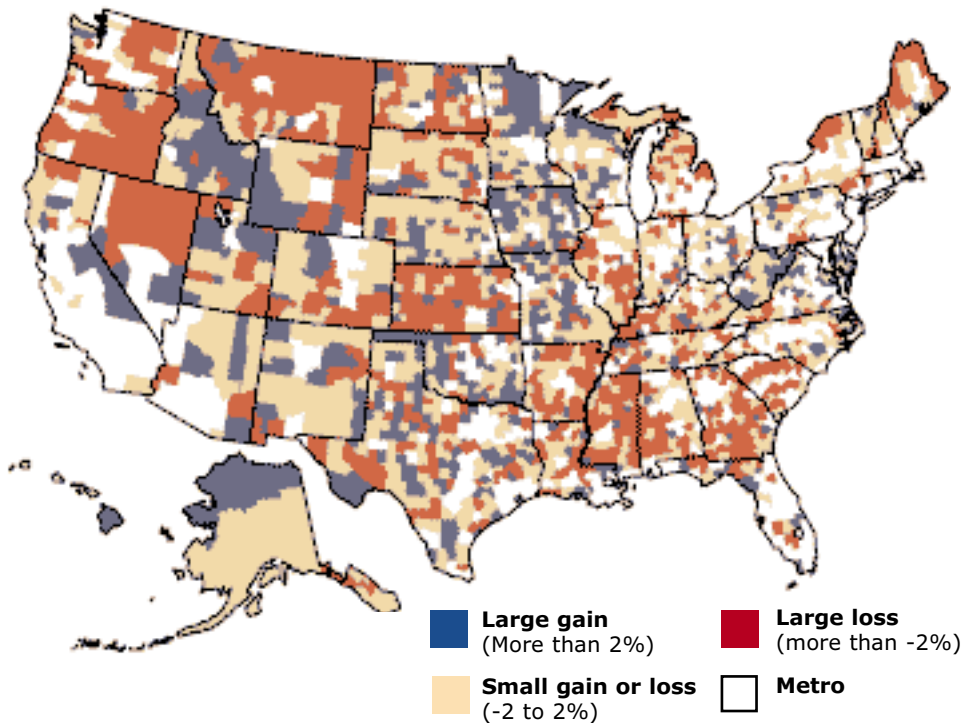 Large gain
(More than 2%)
Large loss
(more than -2%)
Small gain or loss
(-2 to 2%)
Metro